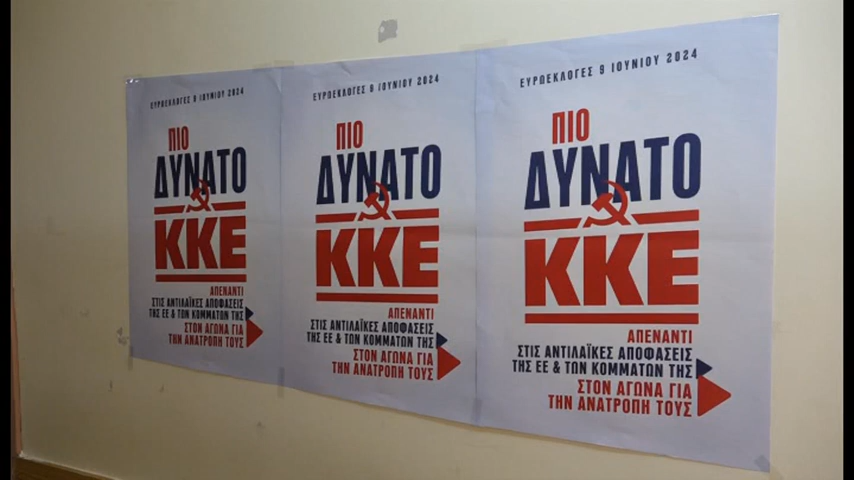 ΕΥΡΩΕΚΛΟΓΕΣ 9 ΙΟΥΝΙΟΥ 2024
ΠΙΟ
ΔΥΝΑΤΟ
ΚΚΕ
ΑΠΕΝΑΝΤΙ
ΣΤΙΣ ΑΝΤΙΛΑΪΚΕΣ ΑΠΟΦΑΣΕΙΣ
ΤΗΣ ΕΕ & ΤΩΝ ΚΟΜΜΑΤΩΝ ΤΗΣ
ΣΤΟΝ ΑΓΩΝΑ ΓΙΑ
ΤΗΝ ΑΝΑΤΡΟΠΗ ΤΟΥΣ
ΕΥΡΩΕΚΛΟΓΕΣ 9 ΙΟΥΝΙΟΥ 2024
ΠΙΟ
ΔΥΝΑΤΟ
ΚΚΕ
ΑΠΕΝΑΝΤΙ
ΣΤΙΣ ΑΝΤΙΛΑΪΚΕΣ ΑΠΟΦΑΣΕΙΣ
ΤΗΣ ΕΕ & ΤΩΝ ΚΟΜΜΑΤΩΝ ΤΗΣ
ΣΤΟΝ ΑΓΩΝΑ ΓΙΑ
ΤΗΝ ΑΝΑΤΡΟΠΗ ΤΟΥΣ
ΕΥΡΩΕΚΛΟΓΕΣ 9 ΙΟΥΝΙΟΥ 2024
ΠΙΟ
ΔΥΝΑΤΟ
ΚΚΕ
ΑΠΕΝΑΝΤΙ
ΣΤΙΣ ΑΝΤΙΛΑΪΚΕΣ ΑΠΟΦΑΣΕΙΣ
ΤΗΣ ΕΕ & ΤΩΝ ΚΟΜΜΑΤΩΝ ΤΗΣ
ΣΤΟΝ ΑΓΩΝΑ ΓΙΑ
ΤΗΝ ΑΝΑΤΡΟΠΗ ΤΟΥΣ